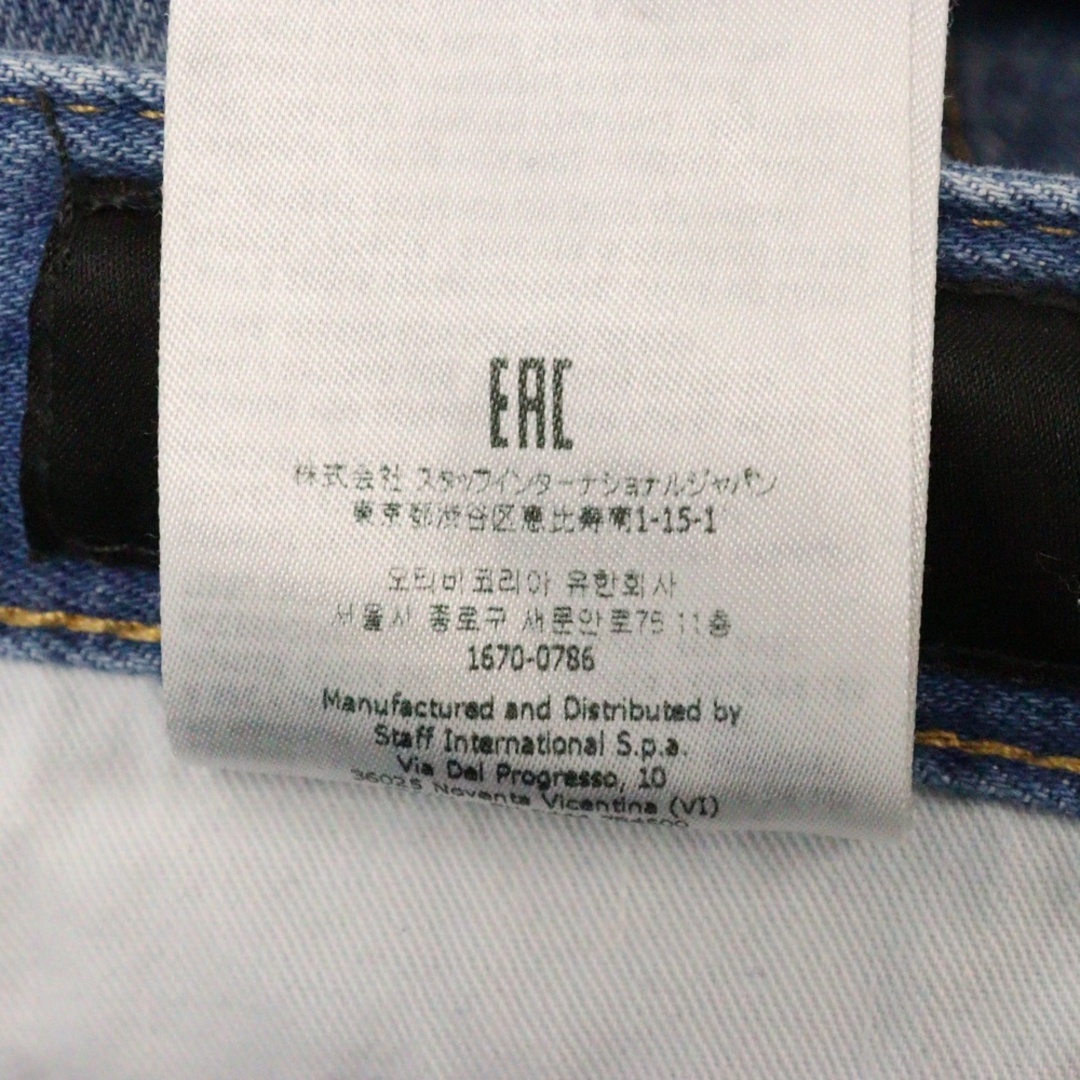 EAC
株式会社 スタッフインターナショナルジャパン
東京都渋谷区恵比寿南1-15-1
오티비코리아 유한회사
서울시 종로구 새문안로75 11층
1670-0786
Manufactured and Distributed by
Staff International S.p.a.
Via Del Progresso, 10
36025 Noventa Vicentina (VI)